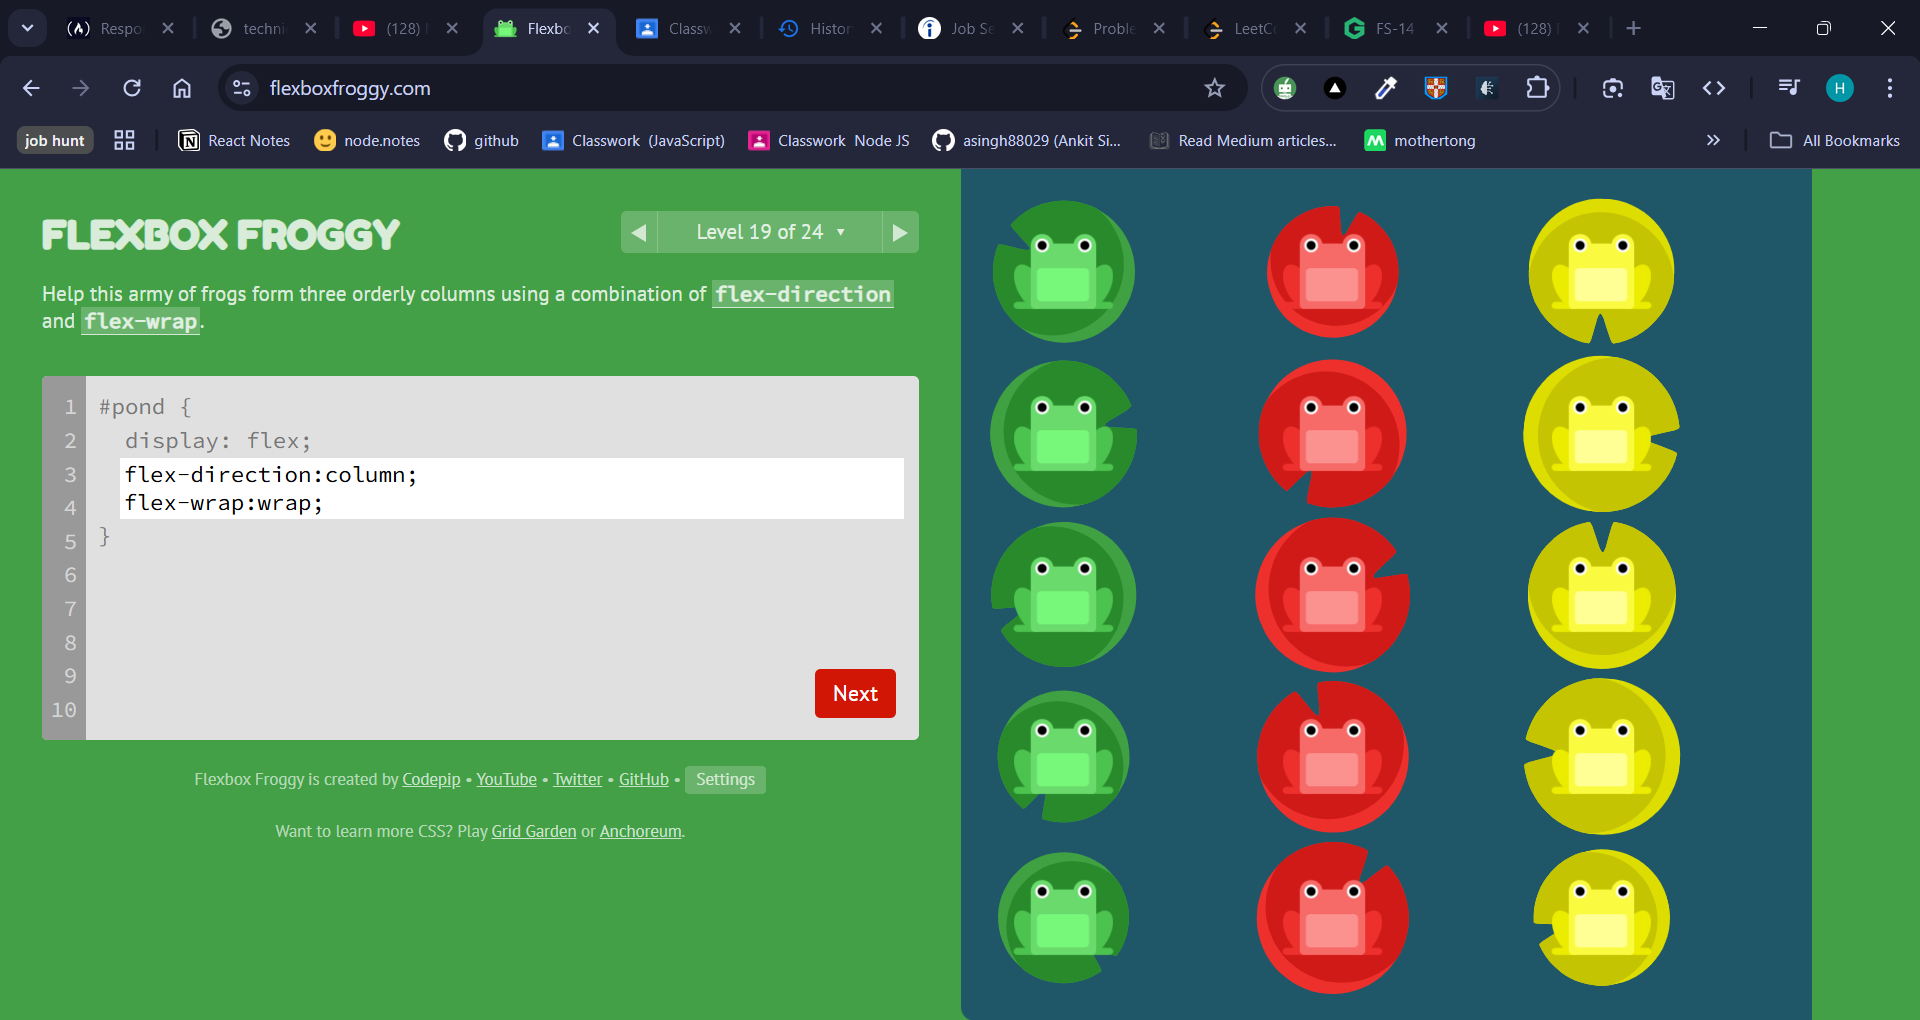 Respo
techni
(128)
Flexbo
Classw
Histor
Job Se
Proble
LeetCo
FS-14
(128)
flexboxfroggy.com
H
job hunt
React Notes
node.notes
github
Classwork (JavaScript)
Classwork Node JS
asingh88029 (Ankit Si...
Read Medium articles...
mothertong
All Bookmarks
FLEXBOX FROGGY
Level 19 of 24
Help this army of frogs form three orderly columns using a combination of flex-direction
and flex-wrap.
1 #pond {
2 display: flex;
3 flex-direction:column;
4 flex-wrap:wrap;
5 }
6
7
8
9
10
Next
Flexbox Froggy is created by Codepip • YouTube • Twitter • GitHub • Settings
Want to learn more CSS? Play Grid Garden or Anchoreum.